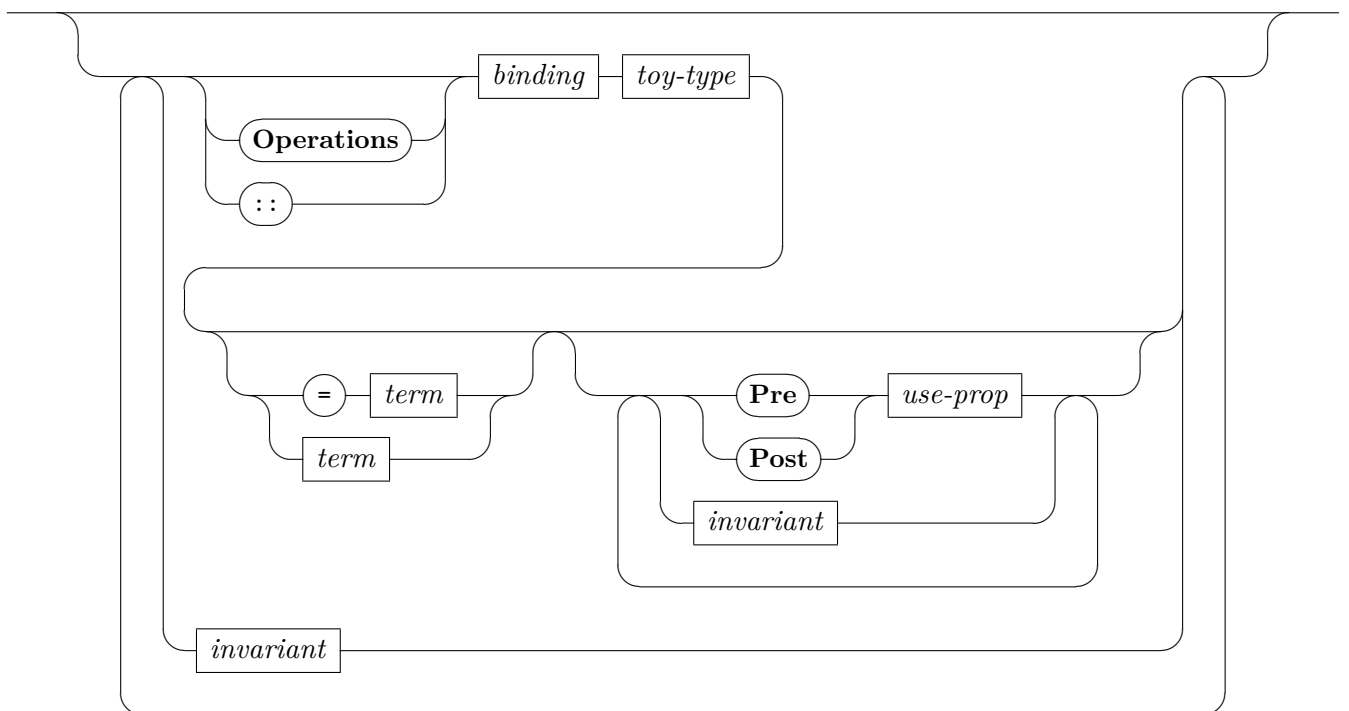 binding toy-type
Operations
::
= term
term
Pre use-prop
Post
invariant
invariant